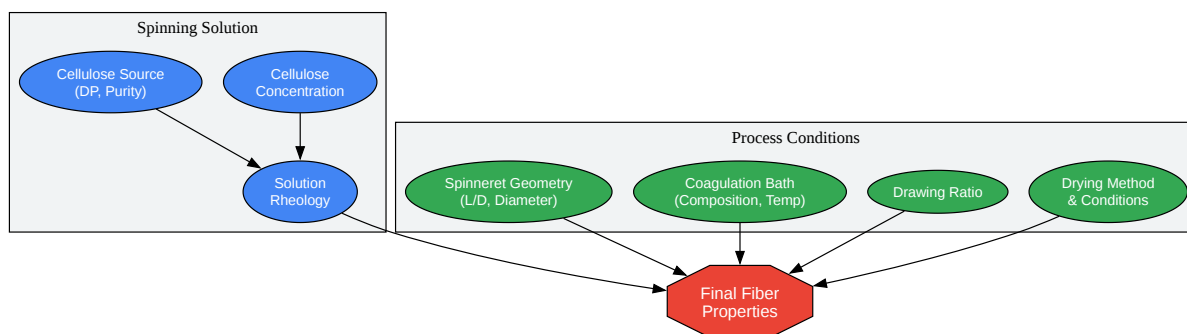 Spinning Solution
Cellulose Source
(DP, Purity)
Cellulose
Concentration
Solution
Rheology
Process Conditions
Spinneret Geometry
(L/D, Diameter)
Coagulation Bath
(Composition, Temp)
Drawing Ratio
Drying Method
& Conditions
Final Fiber
Properties